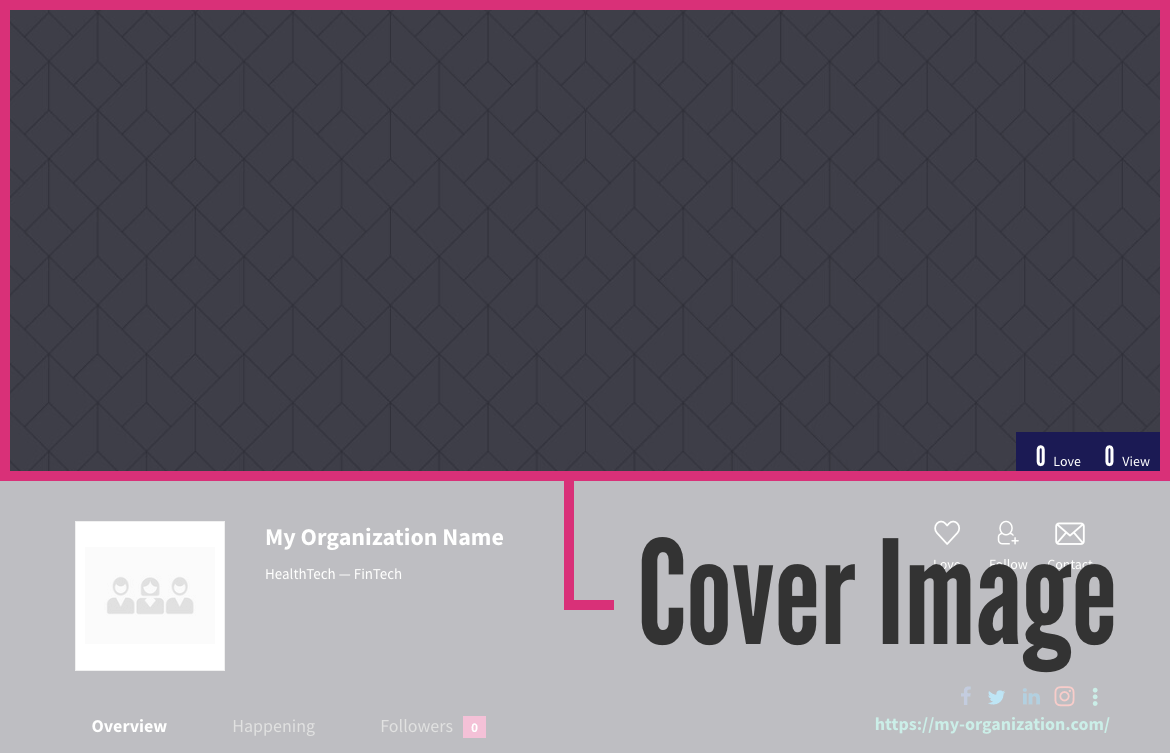 0 Love 0 View
My Organization Name
HealthTech — FinTech
Love Follow Contact
Cover Image
https://my-organization.com/
Overview Happening Followers 0